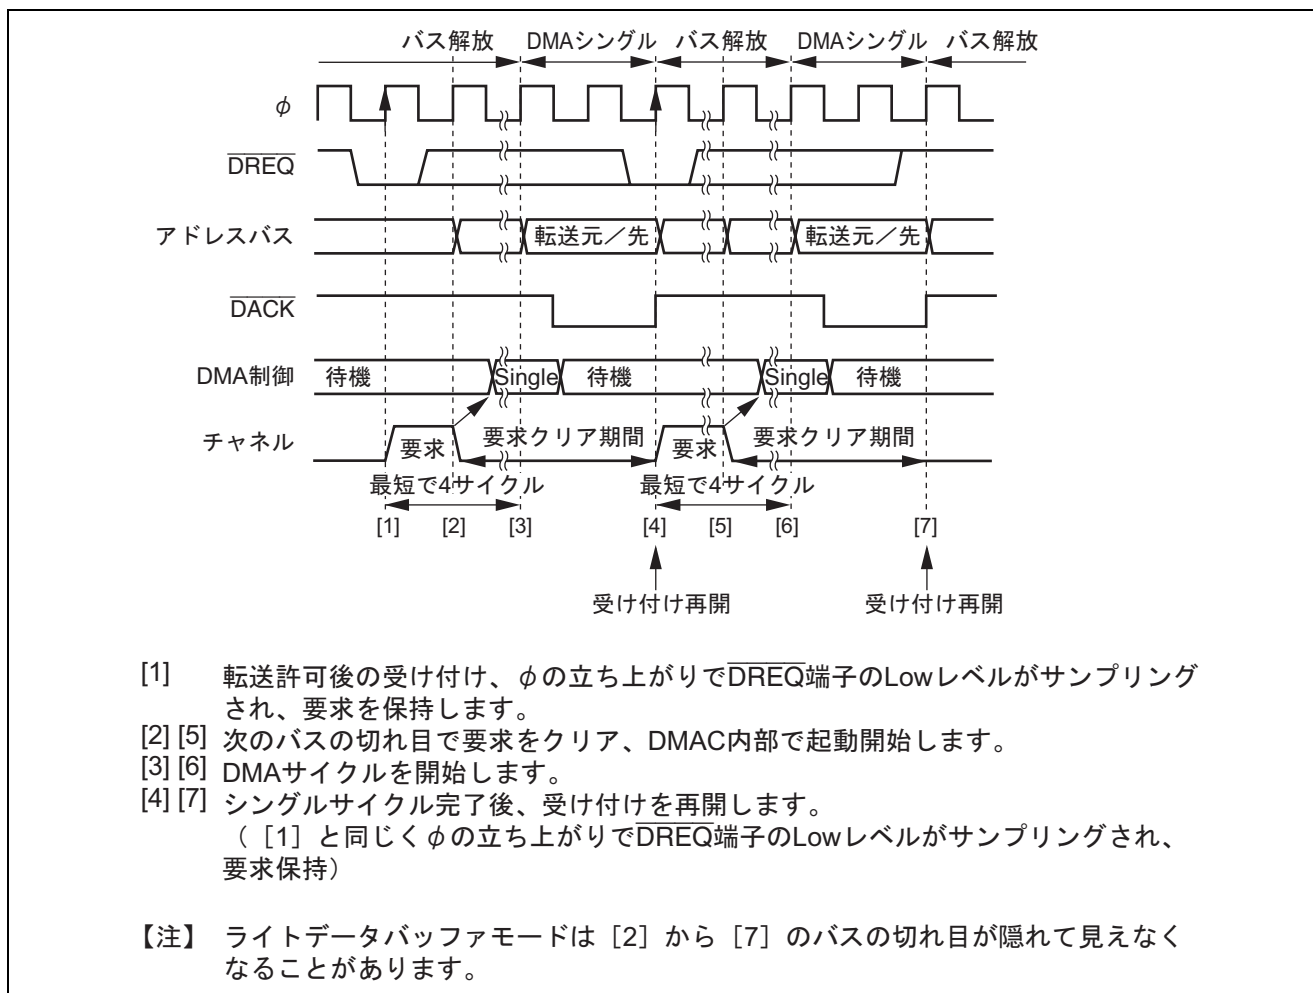 バス解放 DMAシングル バス解放 DMAシングル バス解放
φ
DREQ
アドレスバス 転送元／先 転送元／先
DACK
DMA制御 待機 Single 待機 Single 待機
チャネル 要求 要求クリア期間 要求 要求クリア期間
最短で4サイクル 最短で4サイクル
[1] [2] [3] [4] [5] [6] [7]
受け付け再開 受け付け再開
[1] 転送許可後の受け付け、φの立ち上がりでDREQ端子のLowレベルがサンプリング
され、要求を保持します。
[2] [5] 次のバスの切れ目で要求をクリア、DMAC内部で起動開始します。
[3] [6] DMAサイクルを開始します。
[4] [7] シングルサイクル完了後、受け付けを再開します。
（［1］と同じくφの立ち上がりでDREQ端子のLowレベルがサンプリングされ、
要求保持）
【注】 ライトデータバッファモードは［2］から［7］のバスの切れ目が隠れて見えなく
なることがあります。